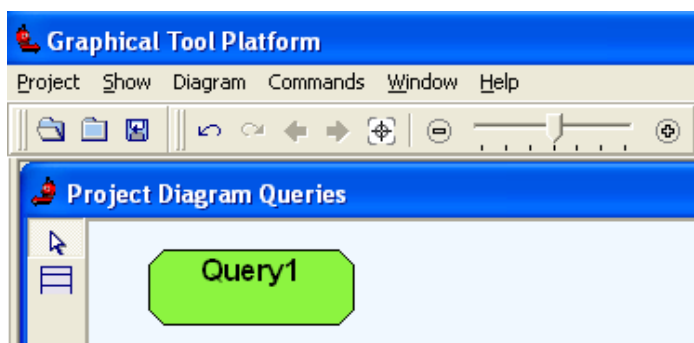 Graphical Tool Platform
Project Show Diagram Commands Window Help
Project Diagram Queries
Query1